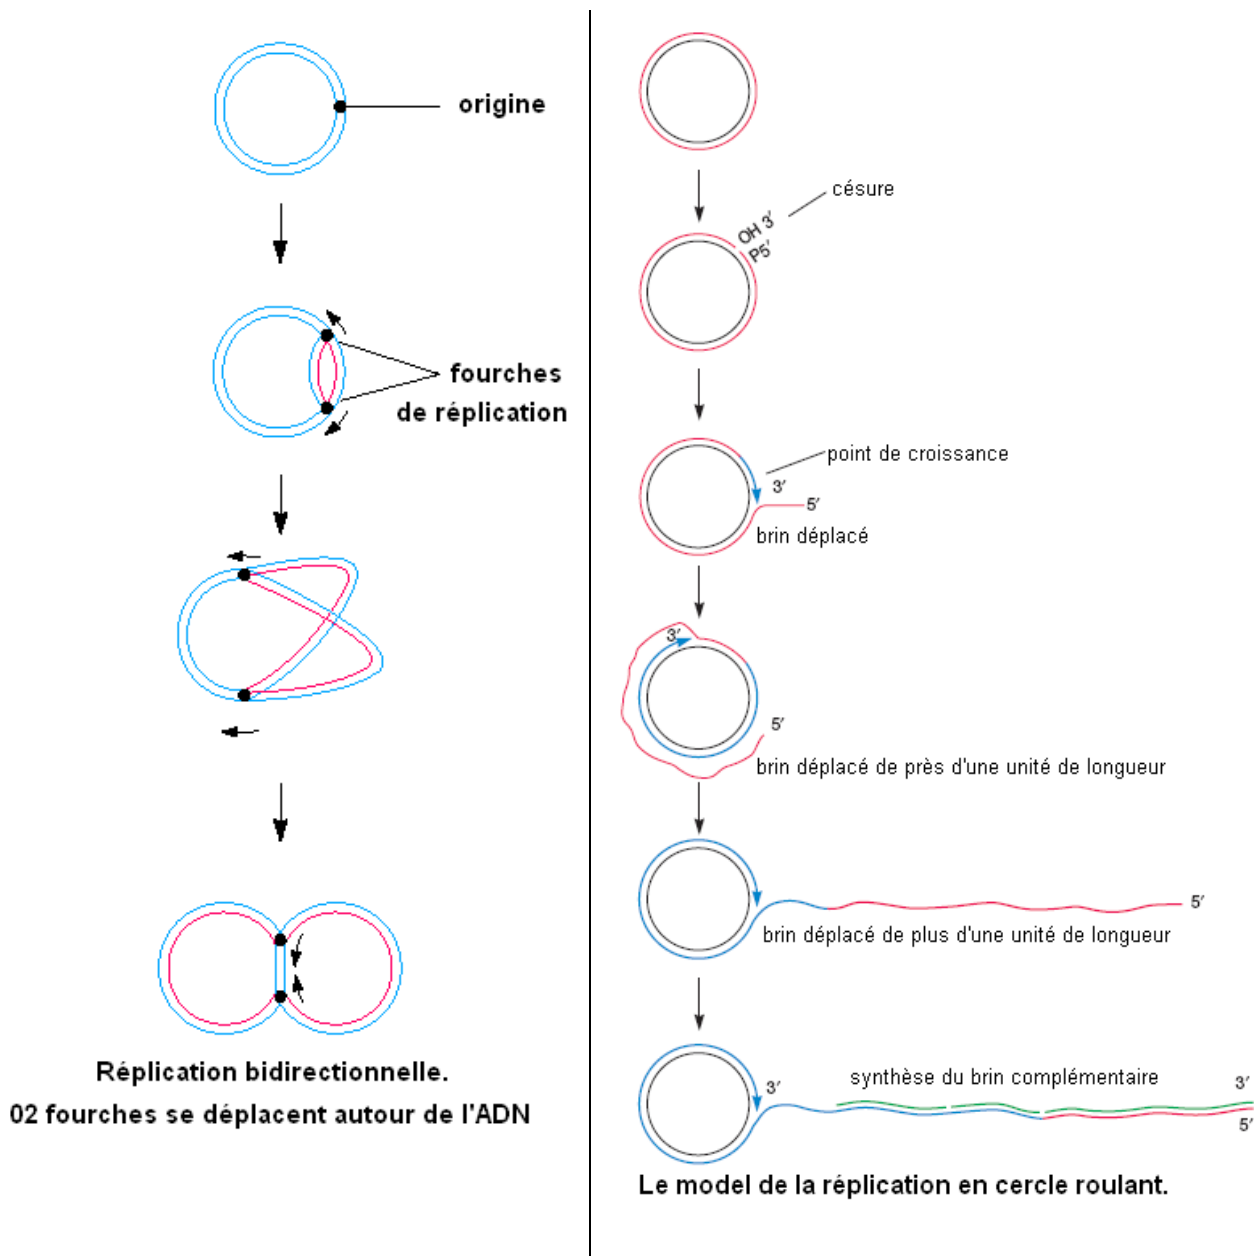 origine
fourches
de réplication
Réplication bidirectionnelle.
02 fourches se déplacent autour de l'ADN
césure
OH 3′
P5′
point de croissance
3′
5′
brin déplacé
3′
5′
brin déplacé de près d'une unité de longueur
5′
brin déplacé de plus d'une unité de longueur
synthèse du brin complémentaire
3′
3′
5′
Le model de la réplication en cercle roulant.